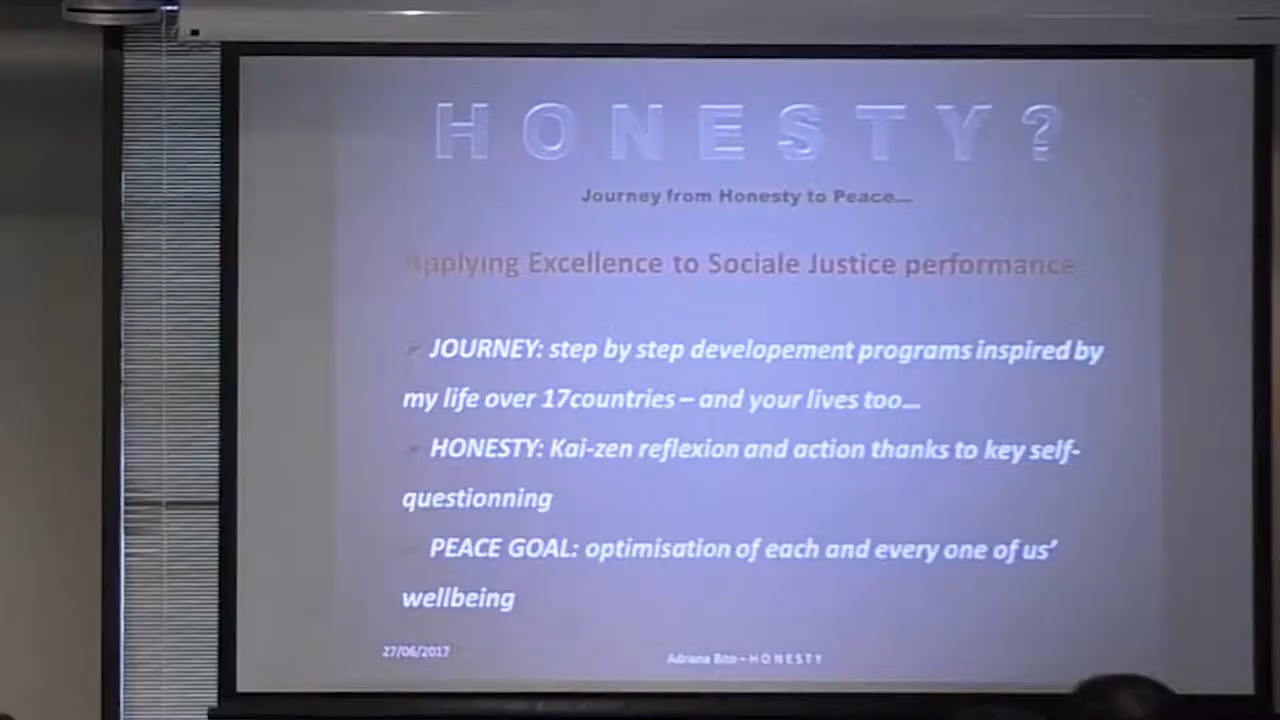 HONESTY?
Journey from Honesty to Peace...
Applying Excellence to Sociale Justice performance
JOURNEY: step by step developement programs inspired by
my life over 17countries – and your lives too...
HONESTY: Kai-zen reflexion and action thanks to key self-
questionning
PEACE GOAL: optimisation of each and every one of us'
wellbeing
27/06/2017
Adriana Bito – HONESTY